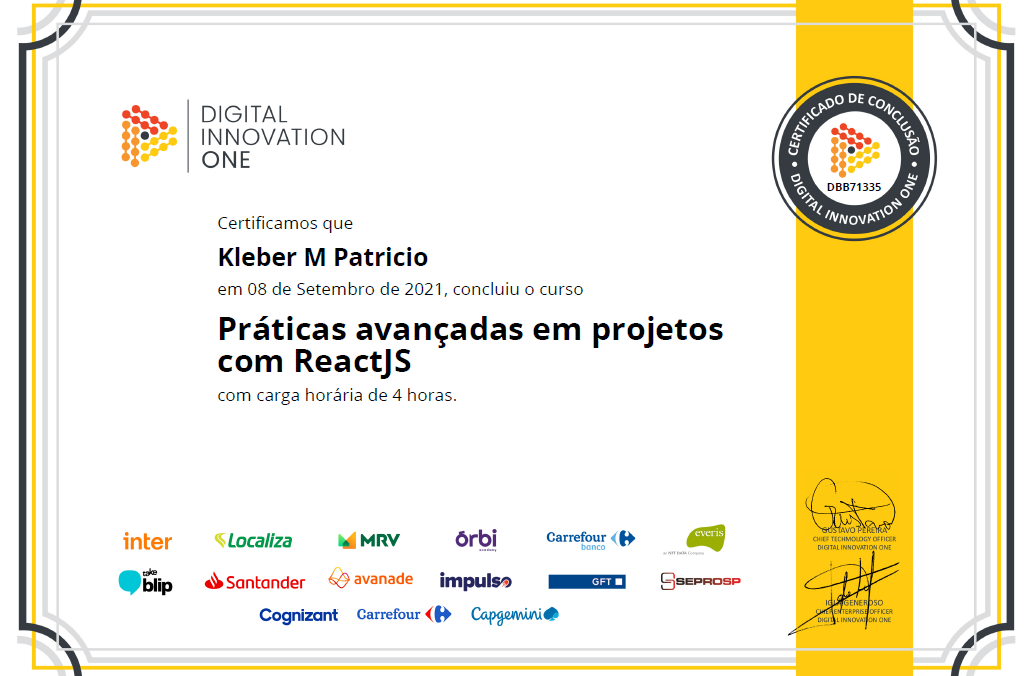 DIGITAL
INNOVATION
ONE
CERTIFICADO DE CONCLUSÃO
DBB71335
DIGITAL INNOVATION ONE
Certificamos que
Kleber M Patricio
em 08 de Setembro de 2021, concluiu o curso
Práticas avançadas em projetos
com ReactJS
com carga horária de 4 horas.
GUSTAVO PEREIRA
CHIEF TECHNOLOGY OFFICER
DIGITAL INNOVATION ONE
inter Localiza MRV ōrbi academy Carrefour banco everis an NTT DATA Company
take blip Santander avanade impulso GFT SEPROSP
IGLÁ GENEROSO
CHIEF ENTERPRISE OFFICER
DIGITAL INNOVATION ONE
Cognizant Carrefour Capgemini